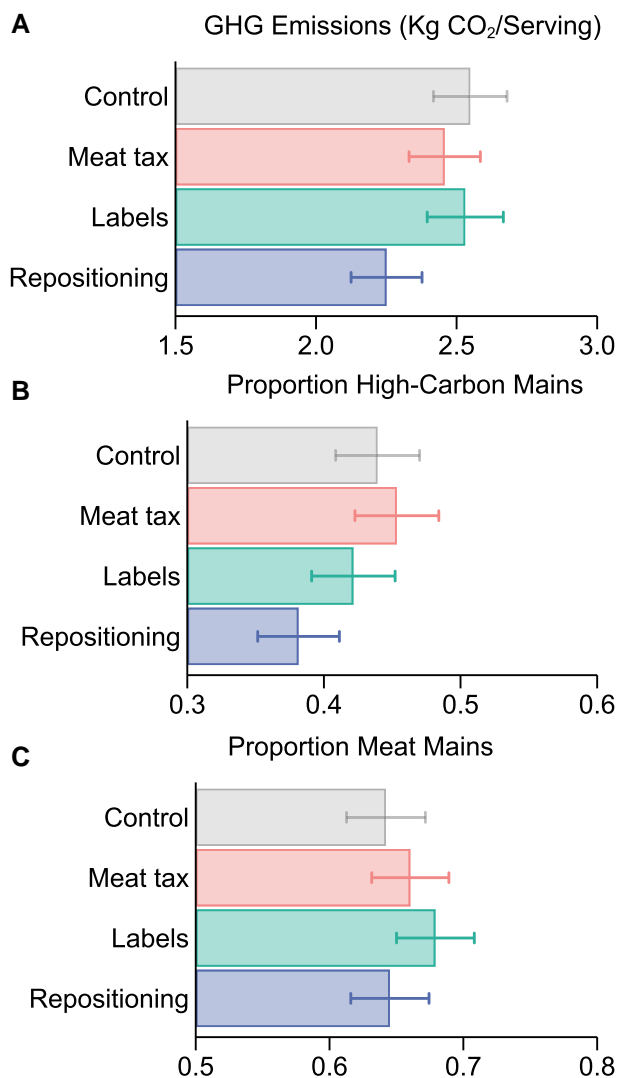 A
GHG Emissions (Kg CO₂/Serving)
Control
Meat tax
Labels
Repositioning
1.5 2.0 2.5 3.0
B
Proportion High-Carbon Mains
Control
Meat tax
Labels
Repositioning
0.3 0.4 0.5 0.6
C
Proportion Meat Mains
Control
Meat tax
Labels
Repositioning
0.5 0.6 0.7 0.8